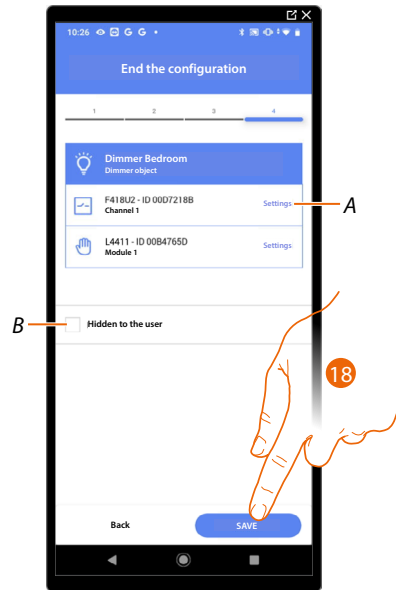 10:26 G G
End the configuration
1 2 3 4
Dimmer Bedroom
Dimmer object
F418U2 - ID 00D7218B
Channel 1
Settings
A
L4411 - ID 00B4765D
Module 1
Settings
B
Hidden to the user
18
Back
SAVE